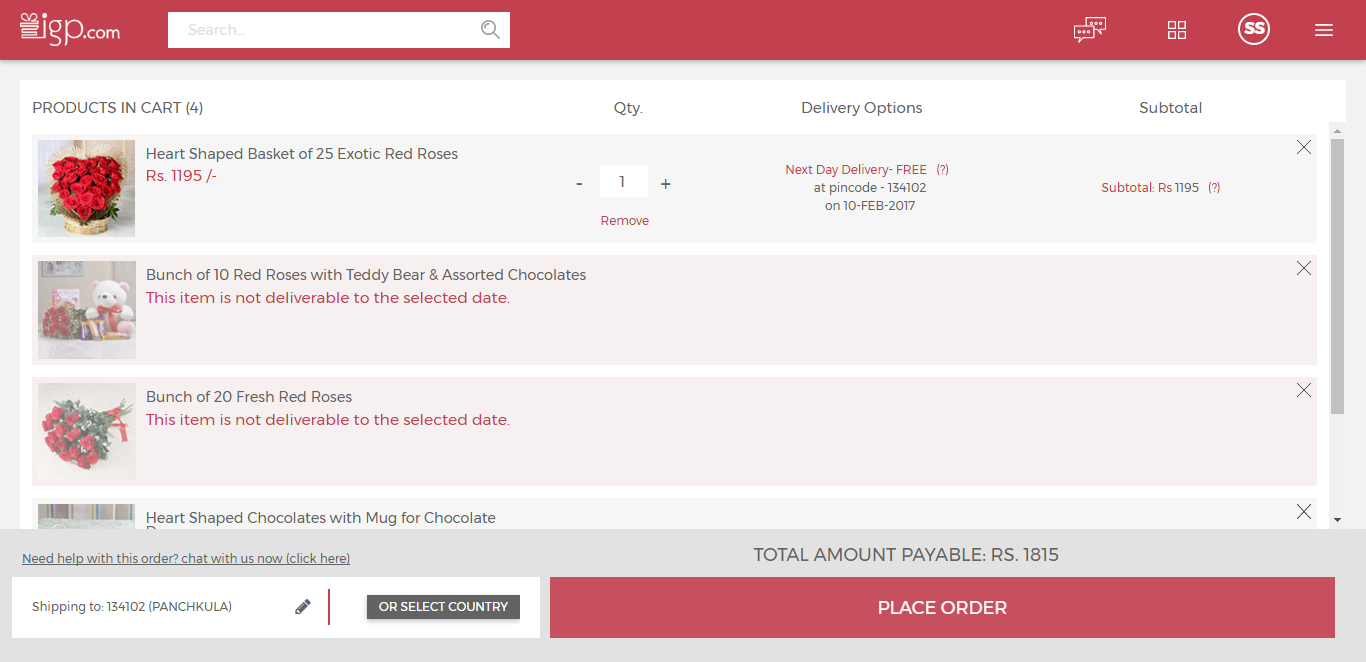 igp.com
Search...
SS
PRODUCTS IN CART (4)
Qty.
Delivery Options
Subtotal
Heart Shaped Basket of 25 Exotic Red Roses
Rs. 1195 /-
- 1 +
Remove
Next Day Delivery- FREE (?)
at pincode - 134102
on 10-FEB-2017
Subtotal: Rs 1195 (?)
Bunch of 10 Red Roses with Teddy Bear & Assorted Chocolates
This item is not deliverable to the selected date.
Bunch of 20 Fresh Red Roses
This item is not deliverable to the selected date.
Heart Shaped Chocolates with Mug for Chocolate
Need help with this order? chat with us now (click here)
TOTAL AMOUNT PAYABLE: RS. 1815
Shipping to: 134102 (PANCHKULA)
OR SELECT COUNTRY
PLACE ORDER